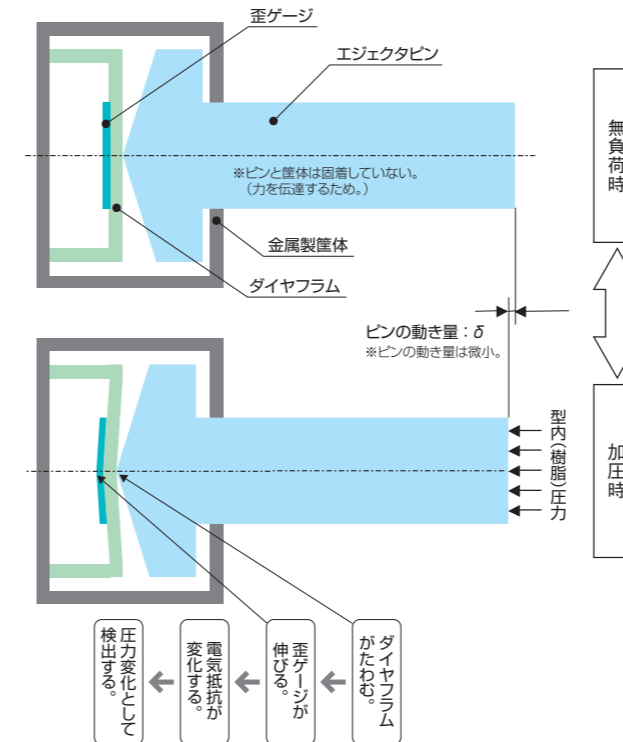 歪ゲージ
エジェクタピン
※ピンと筐体は固着していない。
（力を伝達するため。）
金属製筐体
ダイヤフラム
無負荷時
ピンの動き量：δ
※ピンの動き量は微小。
型内（樹脂）圧力
加圧時
ダイヤフラム
がたわむ。
歪ゲージが
伸びる。
電気抵抗が
変化する。
圧力変化として
検出する。